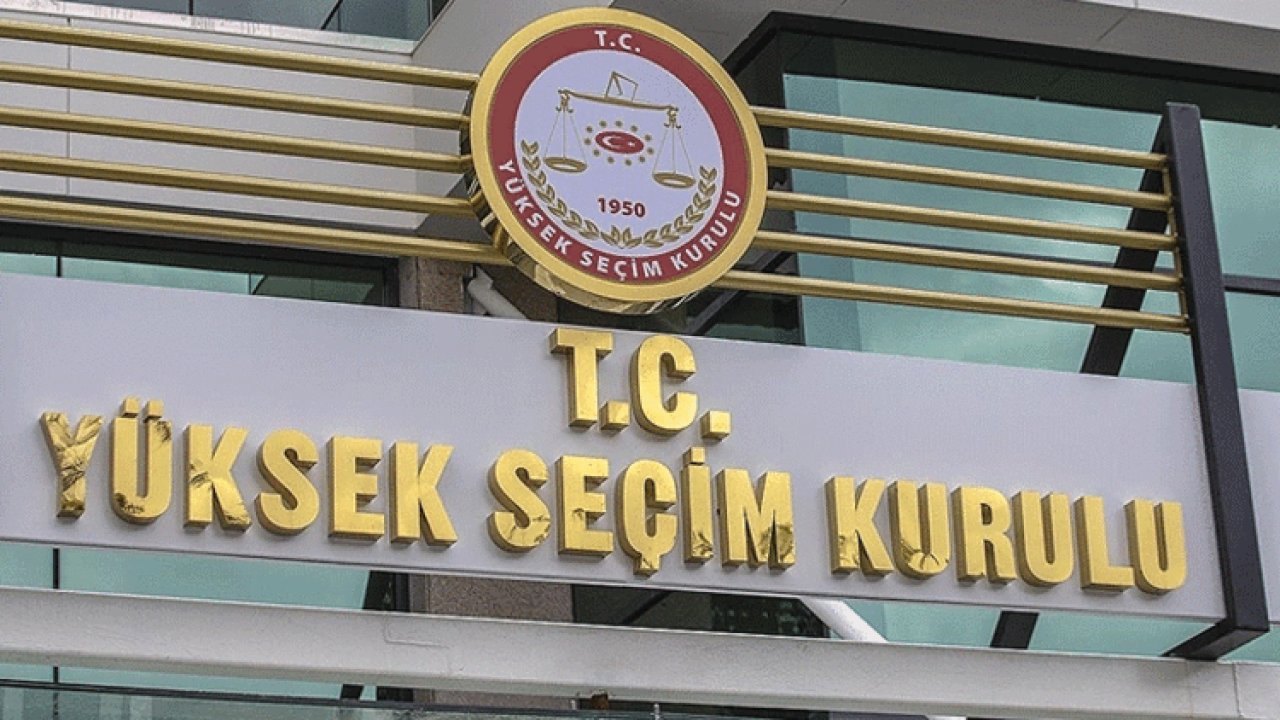 T.C.
1950
YÜKSEK SEÇİM KURULU
T.C.
YÜKSEK SEÇİM KURULU